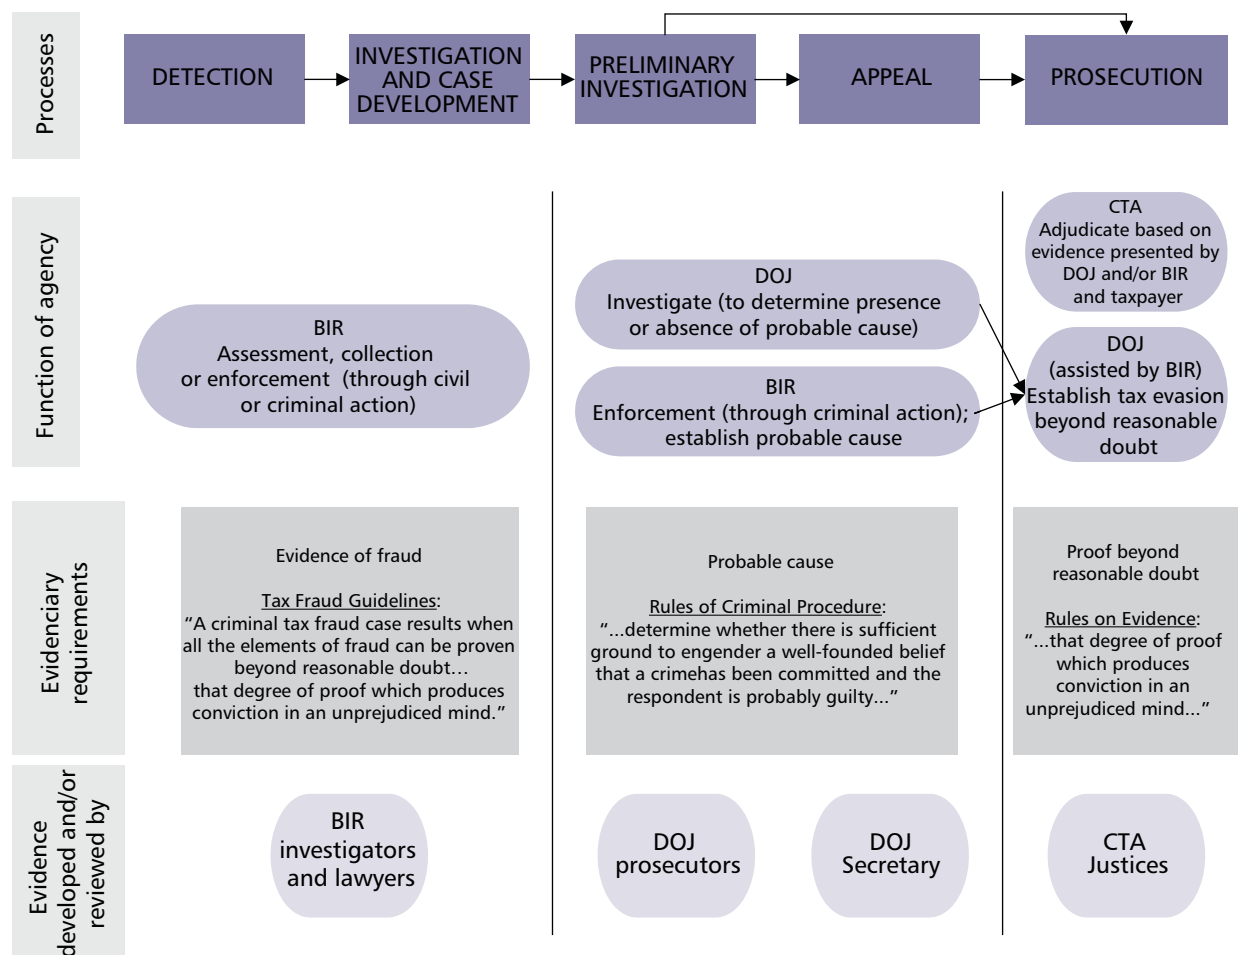 Processes
DETECTION
INVESTIGATION
AND CASE
DEVELOPMENT
PRELIMINARY
INVESTIGATION
APPEAL
PROSECUTION
Function of agency
BIR
Assessment, collection
or enforcement (through civil
or criminal action)
DOJ
Investigate (to determine presence
or absence of probable cause)
BIR
Enforcement (through criminal action);
establish probable cause
CTA
Adjudicate based on
evidence presented by
DOJ and/or BIR
and taxpayer
DOJ
(assisted by BIR)
Establish tax evasion
beyond reasonable
doubt
Evidenciary
requirements
Evidence of fraud
Tax Fraud Guidelines:
“A criminal tax fraud case results when
all the elements of fraud can be proven
beyond reasonable doubt…
that degree of proof which produces
conviction in an unprejudiced mind.”
Probable cause
Rules of Criminal Procedure:
“...determine whether there is sufficient
ground to engender a well-founded belief
that a crimehas been committed and the
respondent is probably guilty...”
Proof beyond
reasonable doubt
Rules on Evidence:
“...that degree of proof
which produces
conviction in an
unprejudiced mind...”
Evidence
developed and/or
reviewed by
BIR
investigators
and lawyers
DOJ
prosecutors
DOJ
Secretary
CTA
Justices